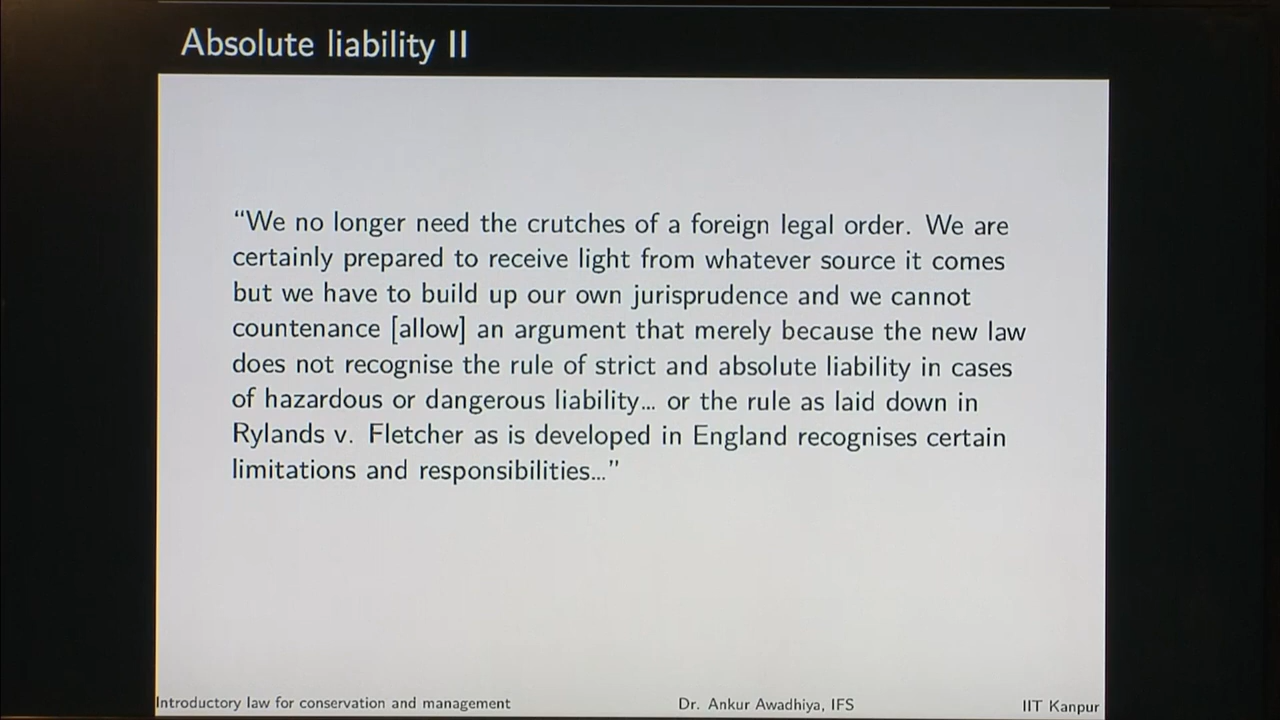 Absolute liability II
“We no longer need the crutches of a foreign legal order. We are
certainly prepared to receive light from whatever source it comes
but we have to build up our own jurisprudence and we cannot
countenance [allow] an argument that merely because the new law
does not recognise the rule of strict and absolute liability in cases
of hazardous or dangerous liability... or the rule as laid down in
Rylands v. Fletcher as is developed in England recognises certain
limitations and responsibilities...”
Introductory law for conservation and management Dr. Ankur Awadhiya, IFS IIT Kanpur